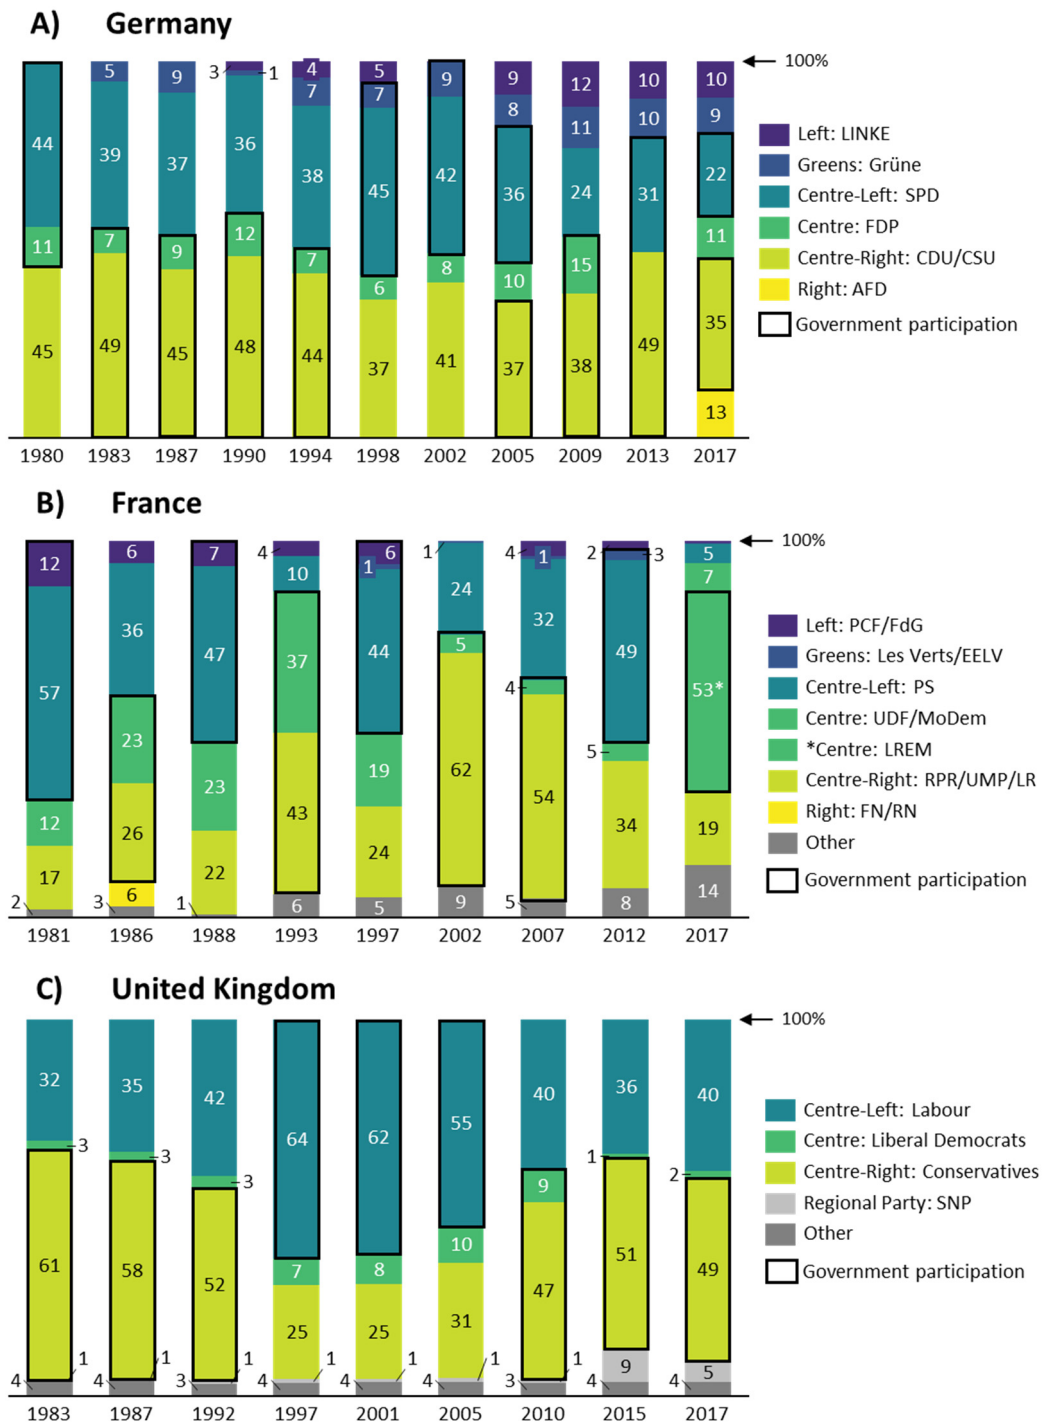 A) Germany
5 9 3 1 4 5 9 9 12 10 10 100%
7 7 8 11 10 9
44 39 37 36 38 45 42 36 24 31 22
11 7 9 12 7 6 8 10 15 11
45 49 45 48 44 37 41 37 38 49 35
13
1980 1983 1987 1990 1994 1998 2002 2005 2009 2013 2017
Left: LINKE
Greens: Grüne
Centre-Left: SPD
Centre: FDP
Centre-Right: CDU/CSU
Right: AFD
Government participation
B) France
12 6 7 4 6 1 4 2 100%
1 1 3
57 36 47 10 44 24 32 49 5
12 23 23 37 19 5 4 5 7
53*
17 26 22 43 24 62 54 34 19
6
2 3 1 6 5 9 5 8 14
1981 1986 1988 1993 1997 2002 2007 2012 2017
Left: PCF/FdG
Greens: Les Verts/EELV
Centre-Left: PS
Centre: UDF/MoDem
*Centre: LREM
Centre-Right: RPR/UMP/LR
Right: FN/RN
Other
Government participation
C) United Kingdom
100%
32 35 42 64 62 55 40 36 40
3 3 3 7 8 10 9 1 2
61 58 52 25 25 31 47 51 49
1 1 1 1 1 1 1 9 5
4 4 3 4 4 4 3 4 4
1983 1987 1992 1997 2001 2005 2010 2015 2017
Centre-Left: Labour
Centre: Liberal Democrats
Centre-Right: Conservatives
Regional Party: SNP
Other
Government participation